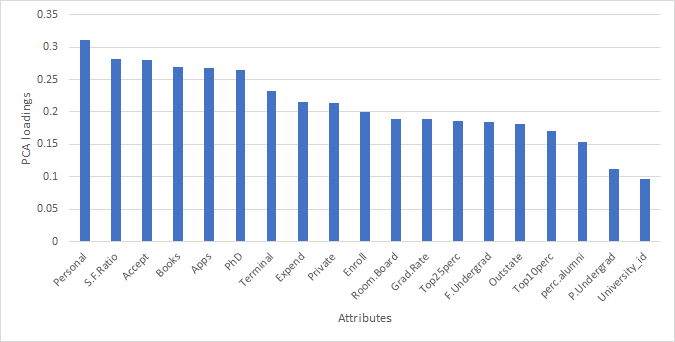 0.35
0.3
0.25
0.2
0.15
0.1
0.05
0
PCA loadings
Personal
S.F.Ratio
Accept
Books
Apps
PhD
Terminal
Expend
Private
Enroll
Room.Board
Grad.Rate
Top25perc
F.Undergrad
Outstate
Top10perc
perc.alumni
P.Undergrad
University_id
Attributes